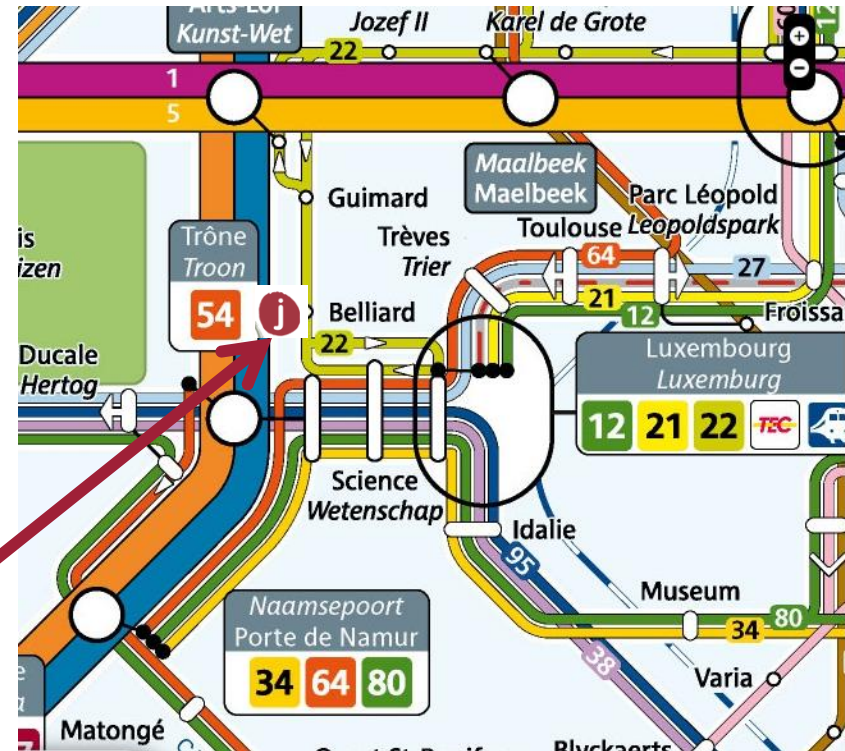 Kunst-Wet
Jozef II
Karel de Grote
22
12
1
5
Guimard
Maalbeek
Maelbeek
Parc Léopold
Leopoldspark
Toulouse
Trèves
Trier
Trône
Troon
54
j
Belliard
22
64
27
21
12
Froissa
Ducale
Hertog
Luxembourg
Luxemburg
12 21 22 TEC
Science
Wetenschap
Idalie
95
Museum
80
34
38
Naamsepoort
Porte de Namur
34 64 80
Varia
Matongé
Blyckaerts